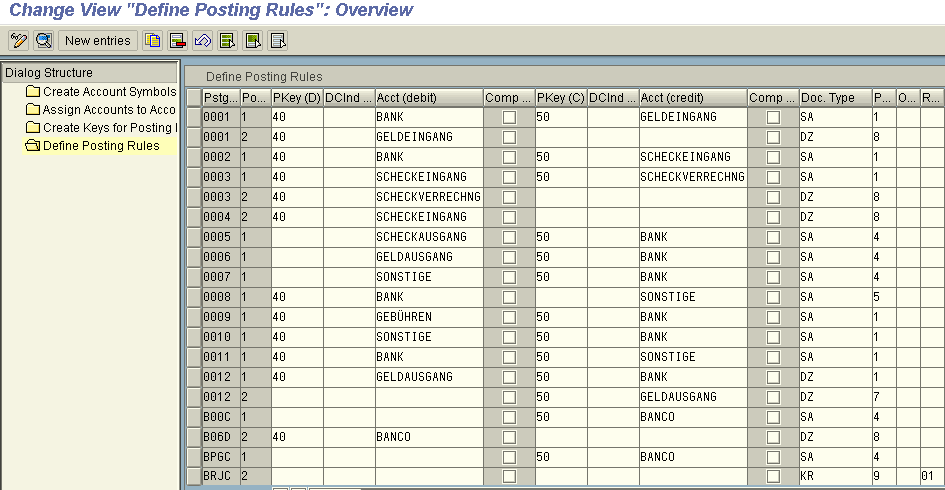 Change View "Define Posting Rules": Overview
New entries
Dialog Structure
Create Account Symbols
Assign Accounts to Acco
Create Keys for Posting
Define Posting Rules
Define Posting Rules
Pstg... Po... PKey (D) DCInd ... Acct (debit) Comp ... PKey (C) DCInd ... Acct (credit) Comp ... Doc. Type P... O... R...
0001 1 40 BANK 50 GELDEINGANG SA 1
0001 2 40 GELDEINGANG DZ 8
0002 1 40 BANK 50 SCHECKEINGANG SA 1
0003 1 40 SCHECKEINGANG 50 SCHECKVERRECHNG SA 1
0003 2 40 SCHECKVERRECHNG DZ 8
0004 2 40 SCHECKEINGANG DZ 8
0005 1 SCHECKAUSGANG 50 BANK SA 4
0006 1 GELDAUSGANG 50 BANK SA 4
0007 1 SONSTIGE 50 BANK SA 4
0008 1 40 BANK SONSTIGE SA 5
0009 1 40 GEBÜHREN 50 BANK SA 1
0010 1 40 SONSTIGE 50 BANK SA 1
0011 1 40 BANK 50 SONSTIGE SA 1
0012 1 40 GELDAUSGANG 50 BANK DZ 1
0012 2 50 GELDAUSGANG DZ 7
B00C 1 50 BANCO SA 4
B06D 2 40 BANCO DZ 8
BPGC 1 50 BANCO SA 4
BRJC 2 KR 9 01